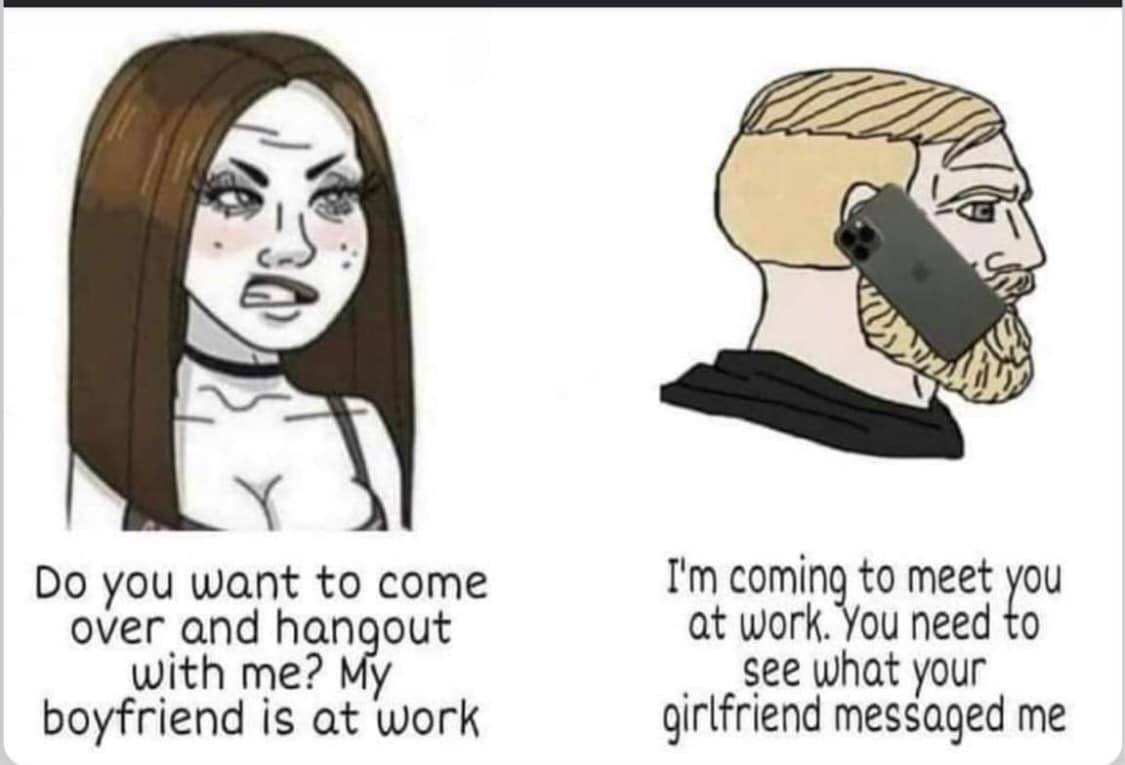 Do you want to come
over and hangout
with me? My
boyfriend is at work
I'm coming to meet you
at work. You need to
see what your
girlfriend messaged me